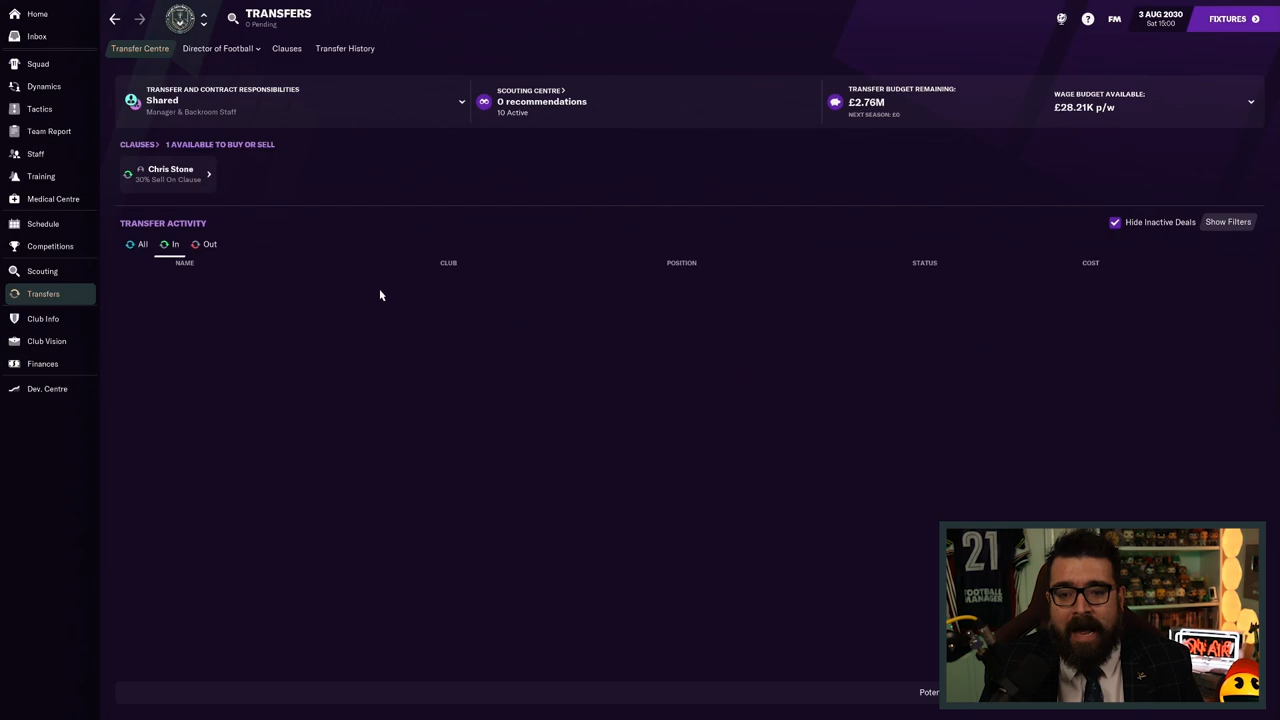 Home
Inbox
Squad
Dynamics
Tactics
Team Report
Staff
Training
Medical Centre
Schedule
Competitions
Scouting
Transfers
Club Info
Club Vision
Finances
Dev. Centre
TRANSFERS
0 Pending
FM
3 AUG 2030
Sat 15:00
FIXTURES
Transfer Centre
Director of Football
Clauses
Transfer History
TRANSFER AND CONTRACT RESPONSIBILITIES
Shared
Manager & Backroom Staff
SCOUTING CENTRE
0 recommendations
10 Active
TRANSFER BUDGET REMAINING:
£2.76M
NEXT SEASON: £0
WAGE BUDGET AVAILABLE:
£28.21K p/w
CLAUSES 1 AVAILABLE TO BUY OR SELL
Chris Stone
30% Sell On Clause
TRANSFER ACTIVITY
Hide Inactive Deals
Show Filters
All In Out
NAME CLUB POSITION STATUS COST
21
FOOTBALL
MANAGER
Poten